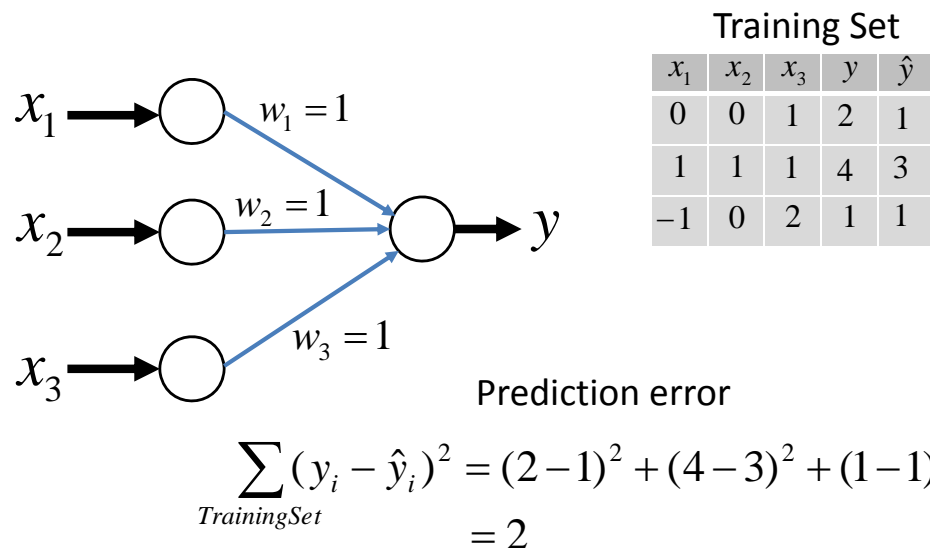 Training Set
x₁ x₂ x₃ y ŷ
0 0 1 2 1
1 1 1 4 3
−1 0 2 1 1
x₁
w₁ = 1
x₂
w₂ = 1
y
w₃ = 1
x₃
Prediction error
∑ (yᵢ − ŷᵢ)² = (2−1)² + (4−3)² + (1−1)
TrainingSet
= 2